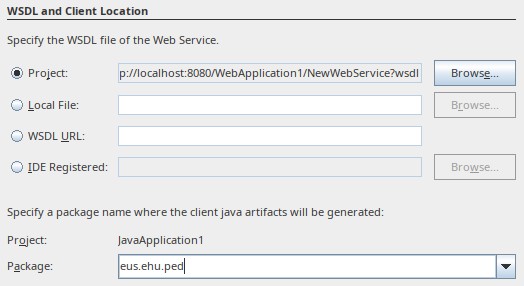 WSDL and Client Location
Specify the WSDL file of the Web Service.
Project: p://localhost:8080/WebApplication1/NewWebService?wsdl Browse...
Local File: Browse...
WSDL URL:
IDE Registered: Browse...
Specify a package name where the client java artifacts will be generated:
Project: JavaApplication1
Package: eus.ehu.ped